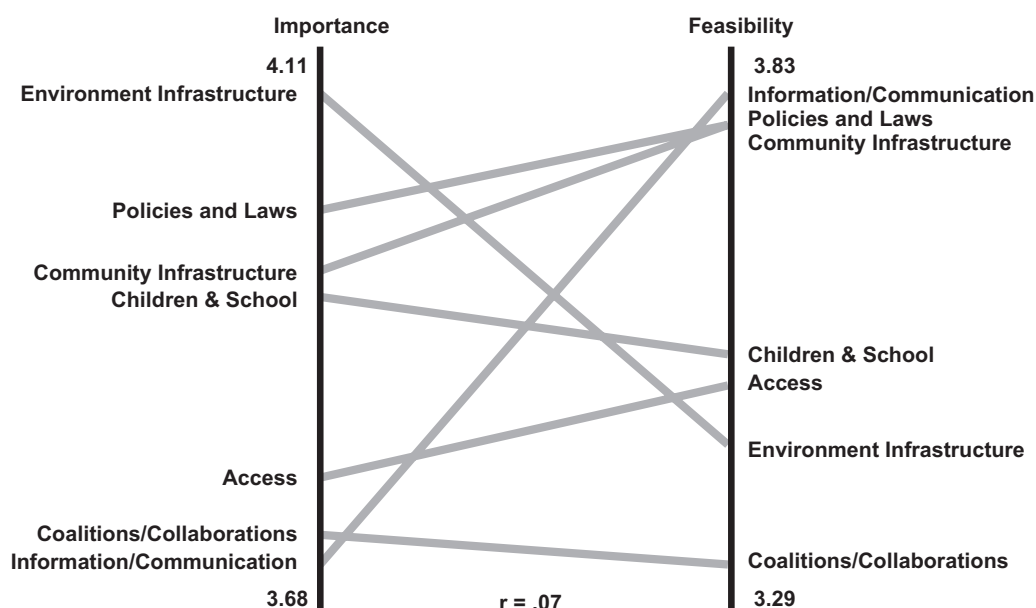 Importance
Feasibility
4.11
3.83
Environment Infrastructure
Information/Communication
Policies and Laws
Community Infrastructure
Policies and Laws
Community Infrastructure
Children & School
Children & School
Access
Environment Infrastructure
Access
Coalitions/Collaborations
Information/Communication
Coalitions/Collaborations
3.68
r = .07
3.29